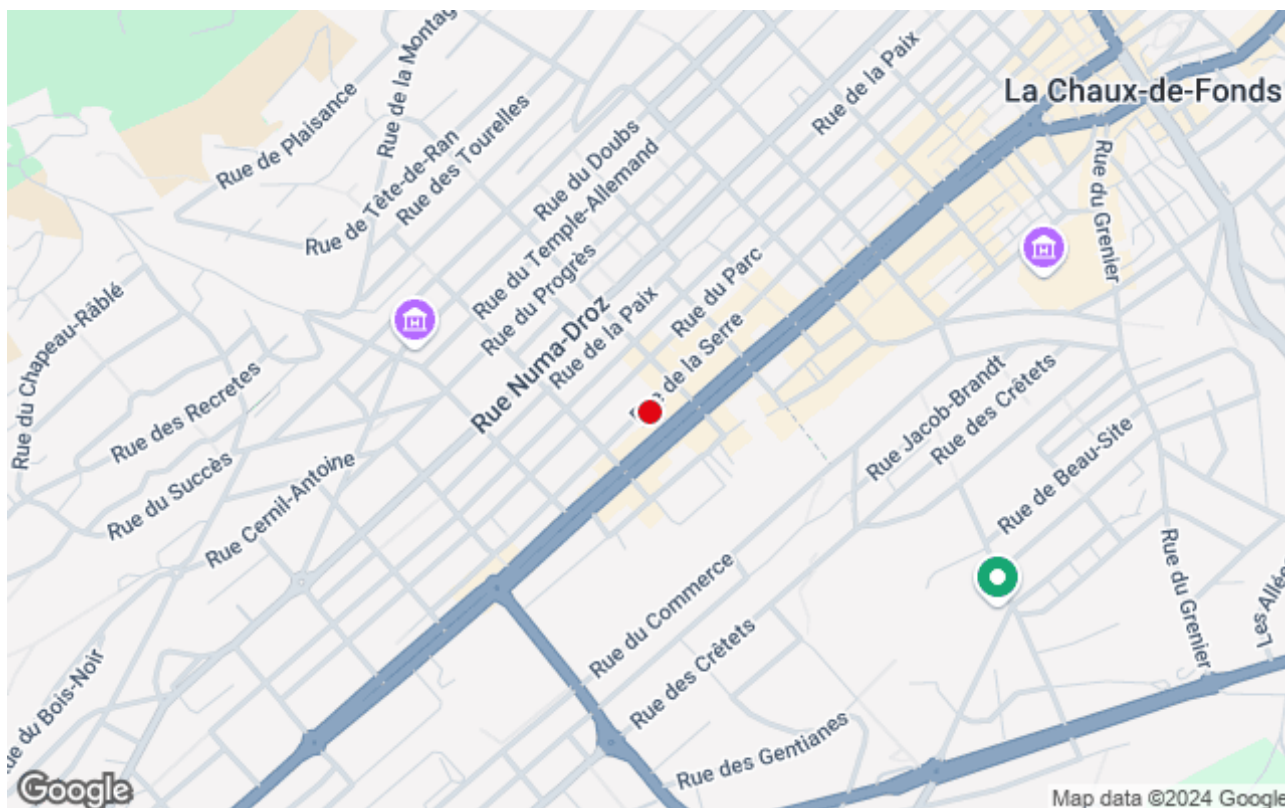 Rue de la Montag
Rue de la Paix
La Chaux-de-Fonds
Rue de Plaisance
Rue de Tête-de-Ran
Rue des Tourelles
Rue du Doubs
Rue du Temple-Allemand
Rue du Grenier
Rue du Progrès
Rue du Parc
Rue Numa-Droz
Rue de la Paix
Rue du Chapeau-Râblé
Rue de la Serre
Rue des Recretes
Rue Jacob-Brandt
Rue des Crêtets
Rue du Succès
Rue Cernil-Antoine
Rue de Beau-Site
Rue du Commerce
Rue du Grenier
Les Allé
Rue des Crêtets
ue du Bois-Noir
Rue des Gentianes
Google
Map data ©2024 Google